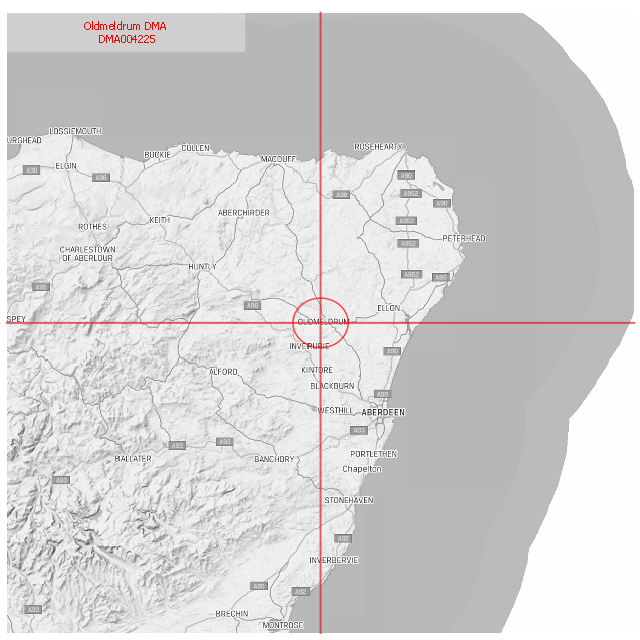 Oldmeldrum DMA
DMA004225
LOSSIEMOUTH
URGHEAD
CULLEN
ROSEHEARTY
BUCKIE
MACDUFF
ELGIN
A90
A96
A90
A98
A952
A90
ABERCHIRDER
KEITH
A952
ROTHES
PETERHEAD
A952
CHARLESTOWN
OF ABERLOUR
HUNTLY
A952
A90
A95
A96
ELLON
SPEY
OLDMELDRUM
INVERURIE
A90
KINTORE
ALFORD
BLACKBURN
A90
WESTHILL
ABERDEEN
A93
A93
A93
PORTLETHEN
BALLATER
BANCHORY
Chapelton
A93
STONEHAVEN
A92
INVERBERVIE
A90
A92
A93
BRECHIN
MONTROSE